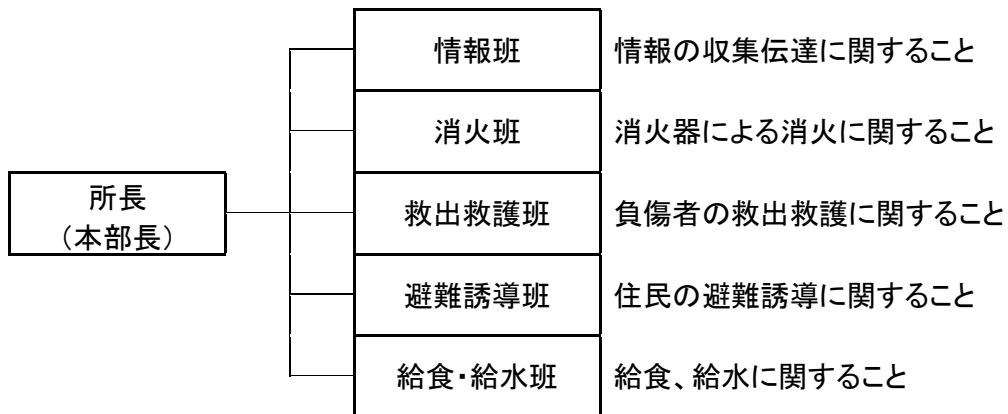 情報班 情報の収集伝達に関すること
消火班 消火器による消火に関すること
所長
（本部長）
救出救護班 負傷者の救出救護に関すること
避難誘導班 住民の避難誘導に関すること
給食・給水班 給食、給水に関すること